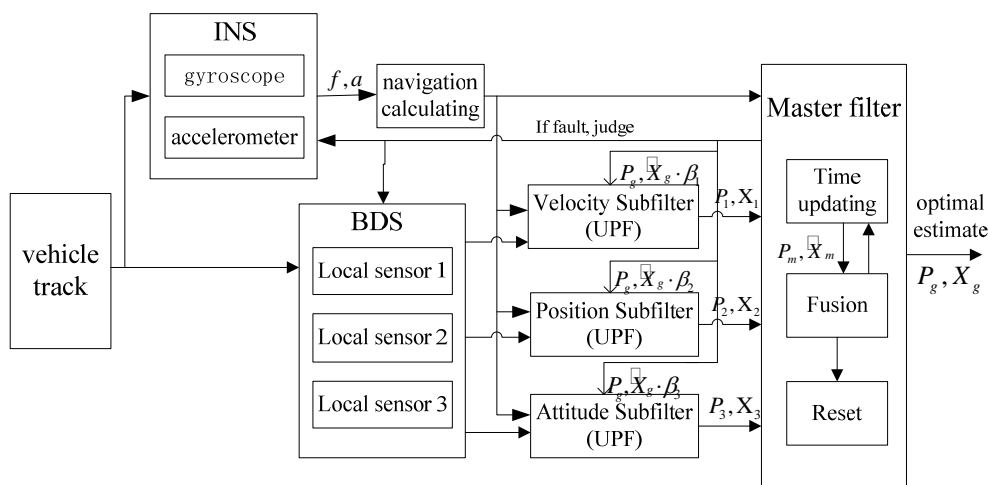 INS
gyroscope
accelerometer
f,a
navigation
calculating
Master filter
If fault, judge
P_g, X_g · β_1
Velocity Subfilter
(UPF)
P_1, X_1
Time
updating
vehicle
track
BDS
Local sensor 1
Local sensor 2
Local sensor 3
P_g, X_g · β_2
Position Subfilter
(UPF)
P_2, X_2
P_m, X_m
Fusion
optimal
estimate
P_g, X_g
P_g, X_g · β_3
Attitude Subfilter
(UPF)
P_3, X_3
Reset